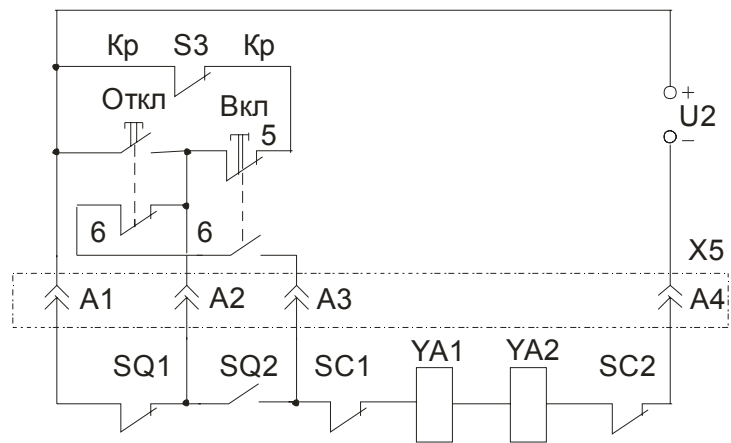 Кр S3 Кр
Откл Вкл
5
+
U2
–
6 6
X5
A1 A2 A3 A4
SQ1 SQ2 SC1 YA1 YA2 SC2